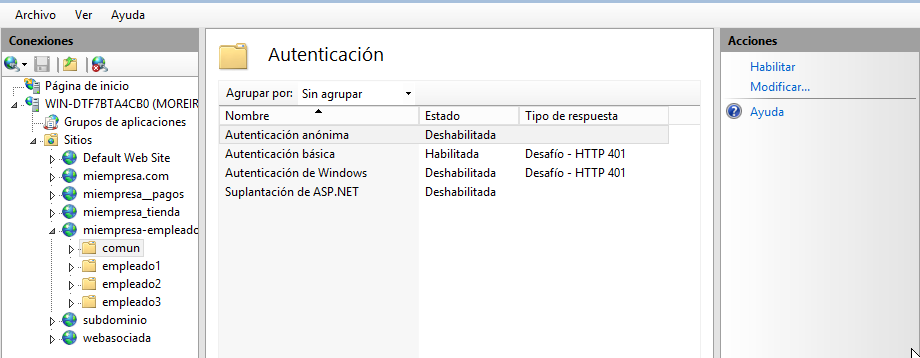 Archivo Ver Ayuda
Conexiones
Página de inicio
WIN-DTF7BTA4CB0 (MOREIR
Grupos de aplicaciones
Sitios
Default Web Site
miempresa.com
miempresa__pagos
miempresa_tienda
miempresa-empleado
comun
empleado1
empleado2
empleado3
subdominio
webasociada
Autenticación
Agrupar por: Sin agrupar
Nombre Estado Tipo de respuesta
Autenticación anónima Deshabilitada
Autenticación básica Habilitada Desafío - HTTP 401
Autenticación de Windows Deshabilitada Desafío - HTTP 401
Suplantación de ASP.NET Deshabilitada
Acciones
Habilitar
Modificar...
Ayuda